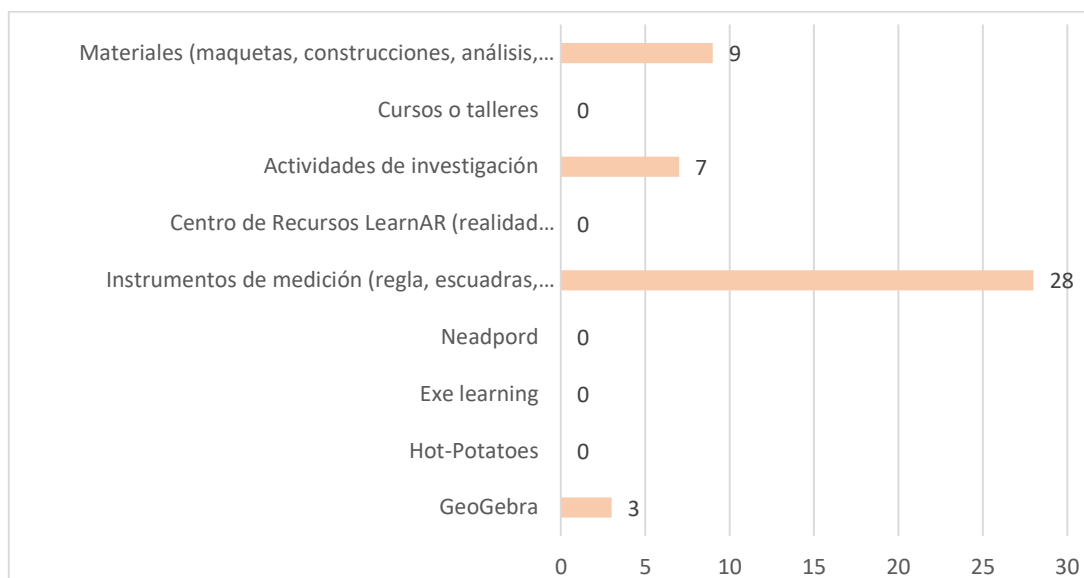 Materiales (maquetas, construcciones, análisis,... 9
Cursos o talleres 0
Actividades de investigación 7
Centro de Recursos LearnAR (realidad... 0
Instrumentos de medición (regla, escuadras,... 28
Neadpord 0
Exe learning 0
Hot-Potatoes 0
GeoGebra 3
0 5 10 15 20 25 30